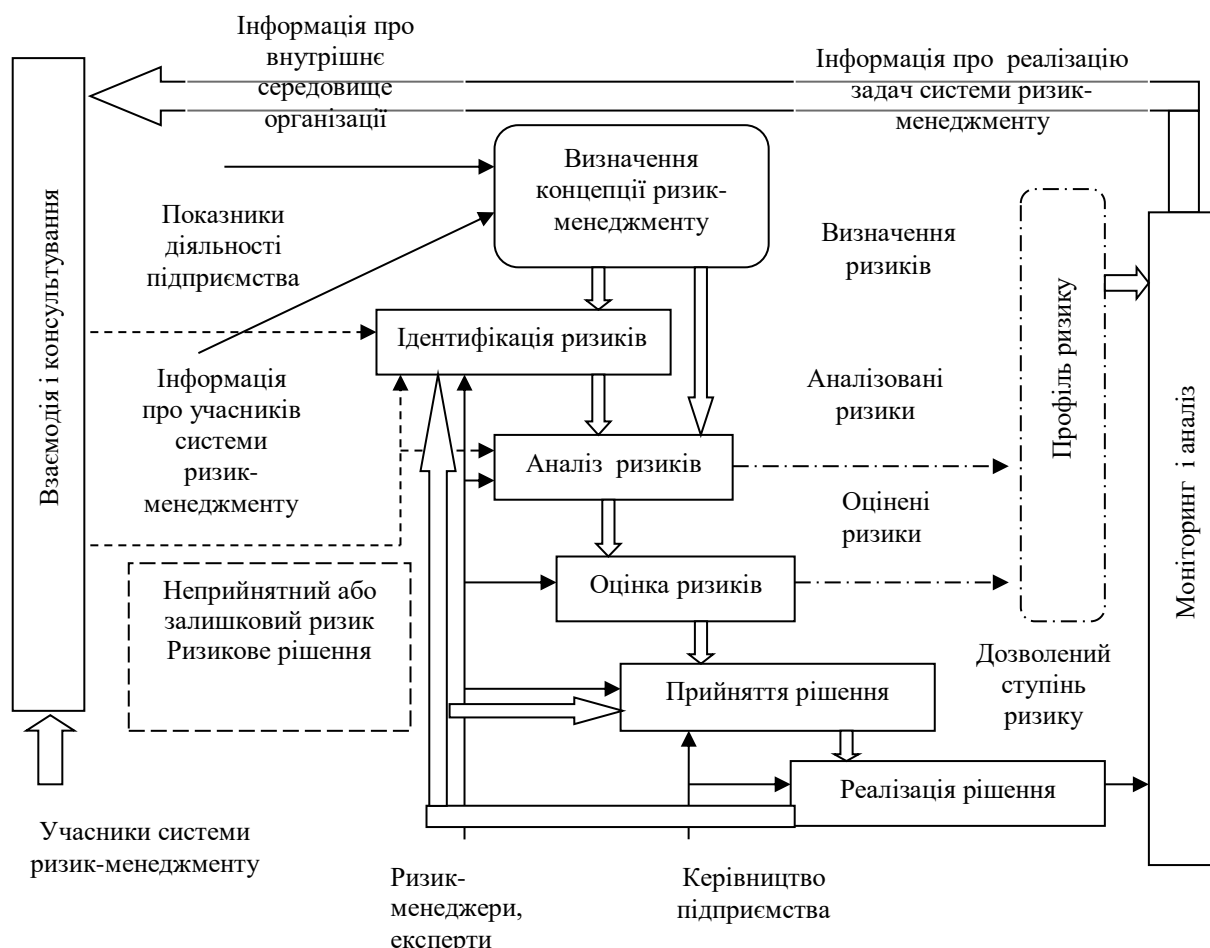 Інформація про
внутрішнє
середовище
організації
Інформація про реалізацію
задач системи ризик-
менеджменту
Визначення
концепції ризик-
менеджменту
Показники
діяльності
підприємства
Визначення
ризиків
Взаємодія і консультування
Ідентифікація ризиків
Профіль ризику
Моніторинг і аналіз
Інформація
про учасників
системи
ризик-
менеджменту
Аналізовані
ризики
Аналіз ризиків
Оцінені
ризики
Неприйнятний або
залишковий ризик
Ризикове рішення
Оцінка ризиків
Прийняття рішення
Дозволений
ступінь
ризику
Реалізація рішення
Учасники системи
ризик-менеджменту
Ризик-
менеджери,
експерти
Керівництво
підприємства